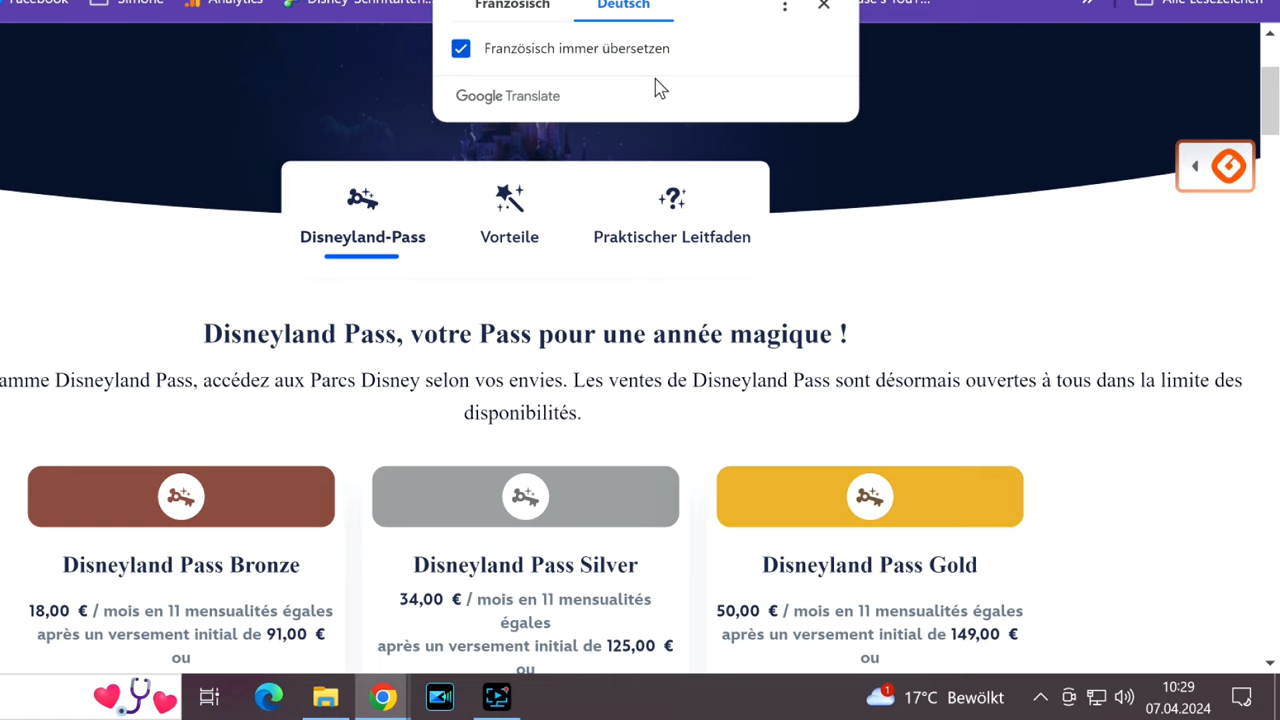 Facebook Simone Analytics Disney Schriftarten... se's YouT... » Alle Lesezeichen
Französisch Deutsch
Französisch immer übersetzen
Google Translate
Disneyland-Pass Vorteile Praktischer Leitfaden
Disneyland Pass, votre Pass pour une année magique !
amme Disneyland Pass, accédez aux Parcs Disney selon vos envies. Les ventes de Disneyland Pass sont désormais ouvertes à tous dans la limite des
disponibilités.
Disneyland Pass Bronze
18,00 € / mois en 11 mensualités égales
après un versement initial de 91,00 €
ou
Disneyland Pass Silver
34,00 € / mois en 11 mensualités
égales
après un versement initial de 125,00 €
ou
Disneyland Pass Gold
50,00 € / mois en 11 mensualités égales
après un versement initial de 149,00 €
ou
1
17°C Bewölkt
10:29
07.04.2024